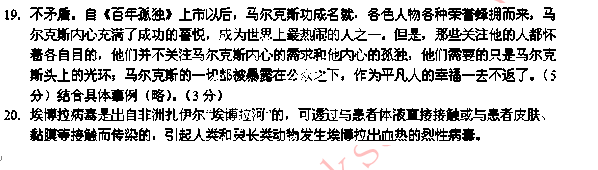 19. 不矛盾。自《百年孤独》上市以后，马尔克斯功成名就，各色人物各种荣誉蜂拥而来，马
尔克斯内心充满了成功的喜悦，成为世界上最热闹的人之一。但是，那些关注他的人都怀
着各自目的，他们并不关注马尔克斯内心的需求和他内心的孤独，他们需要的只是马尔克
斯头上的光环；马尔克斯的一切都被暴露在公众之下，作为平凡人的幸福一去不返了。（5
分）结合具体事例（略）。（3 分）
20. 埃博拉病毒是出自非洲扎伊尔“埃博拉河”的，可透过与患者体液直接接触或与患者皮肤、
黏膜等接触而传染的，引起人类和灵长类动物发生埃博拉出血热的烈性病毒。